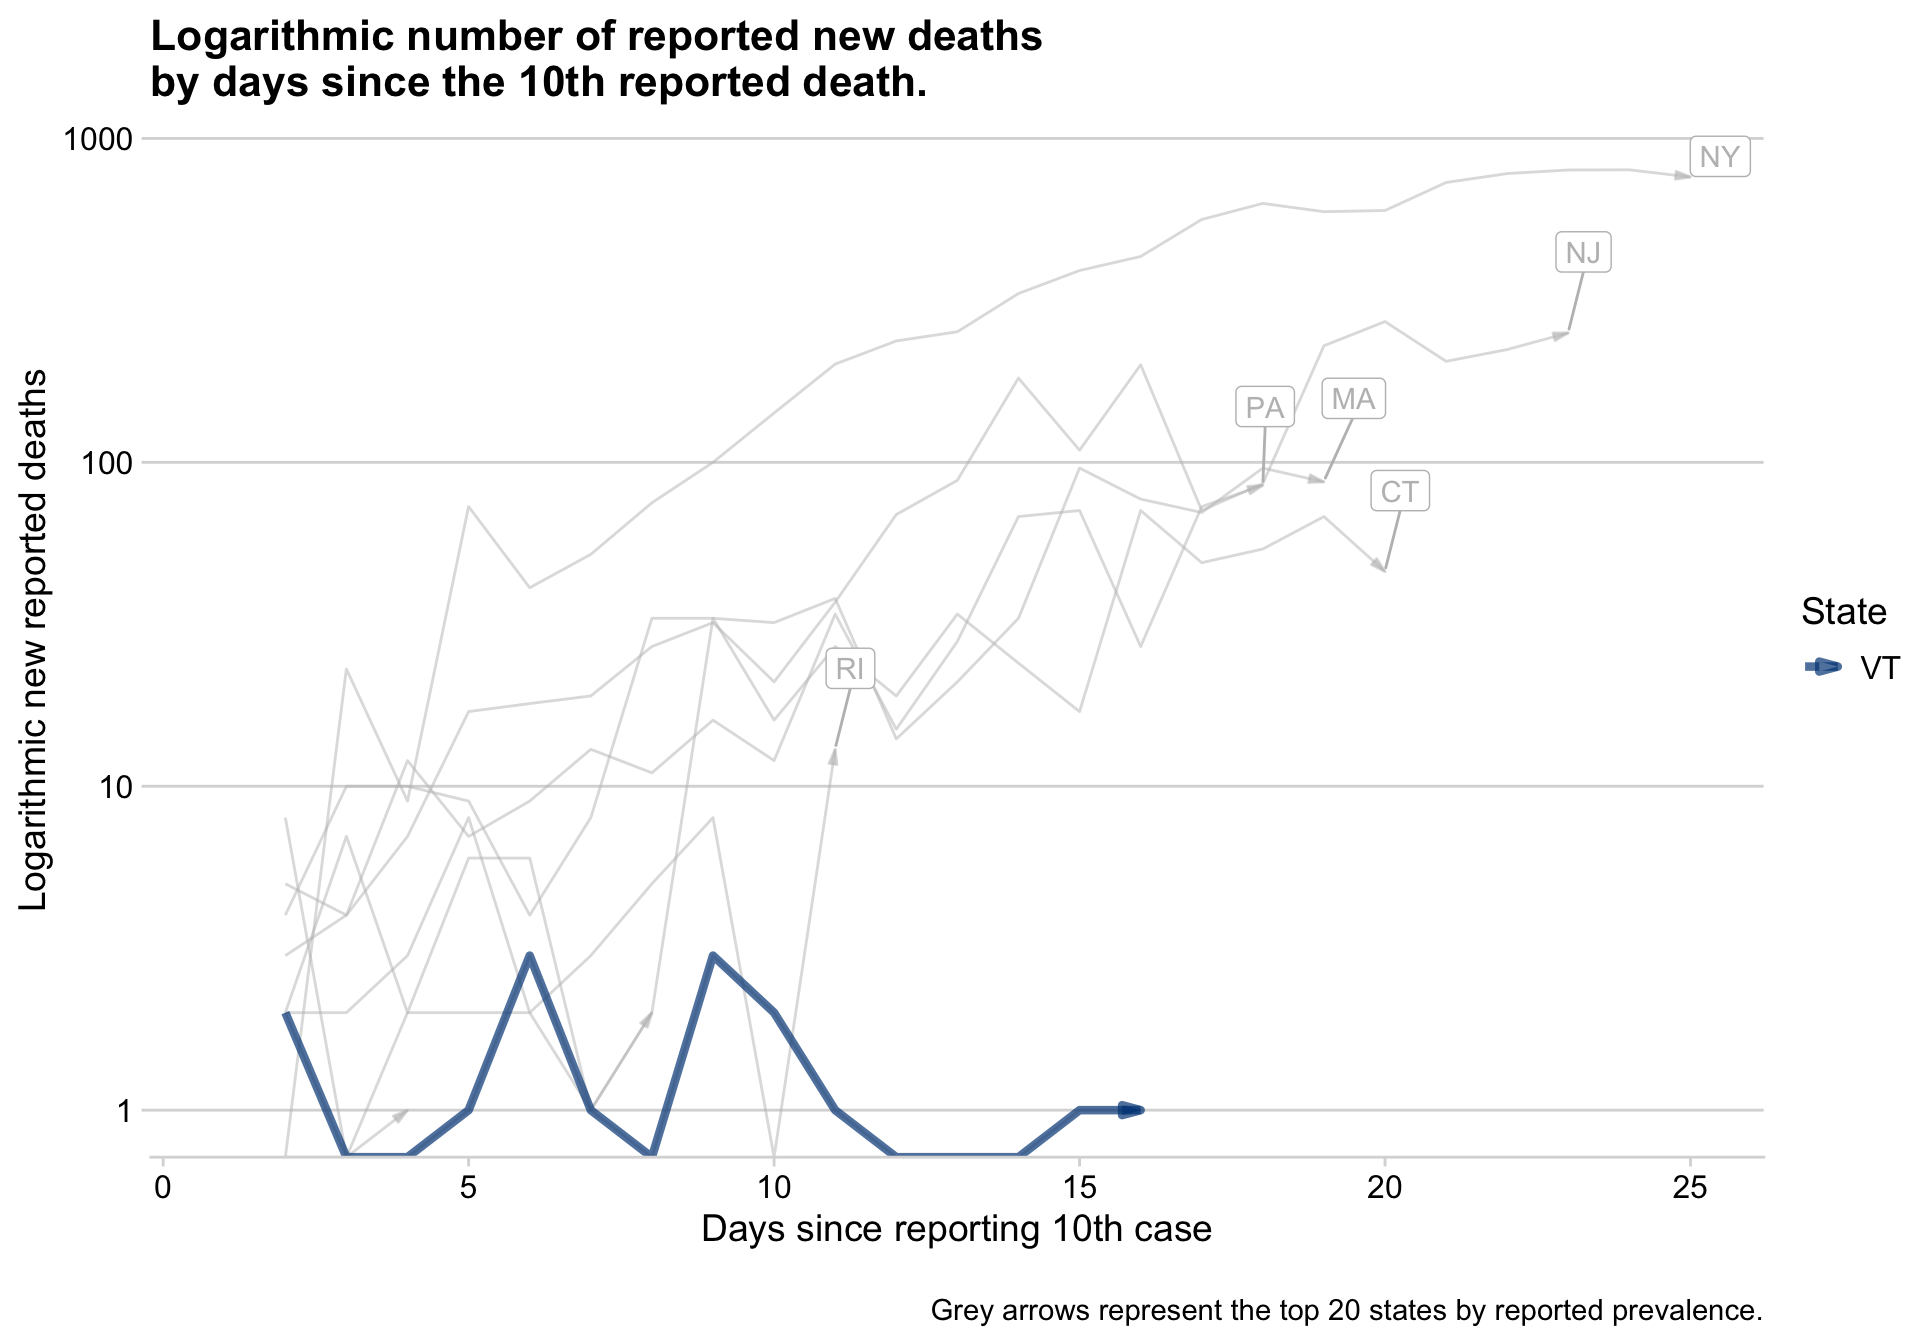 Logarithmic number of reported new deaths
by days since the 10th reported death.
1000
100
10
1
Logarithmic new reported deaths
NY
NJ
PA
MA
CT
RI
State
VT
0
5
10
15
20
25
Days since reporting 10th case
Grey arrows represent the top 20 states by reported prevalence.